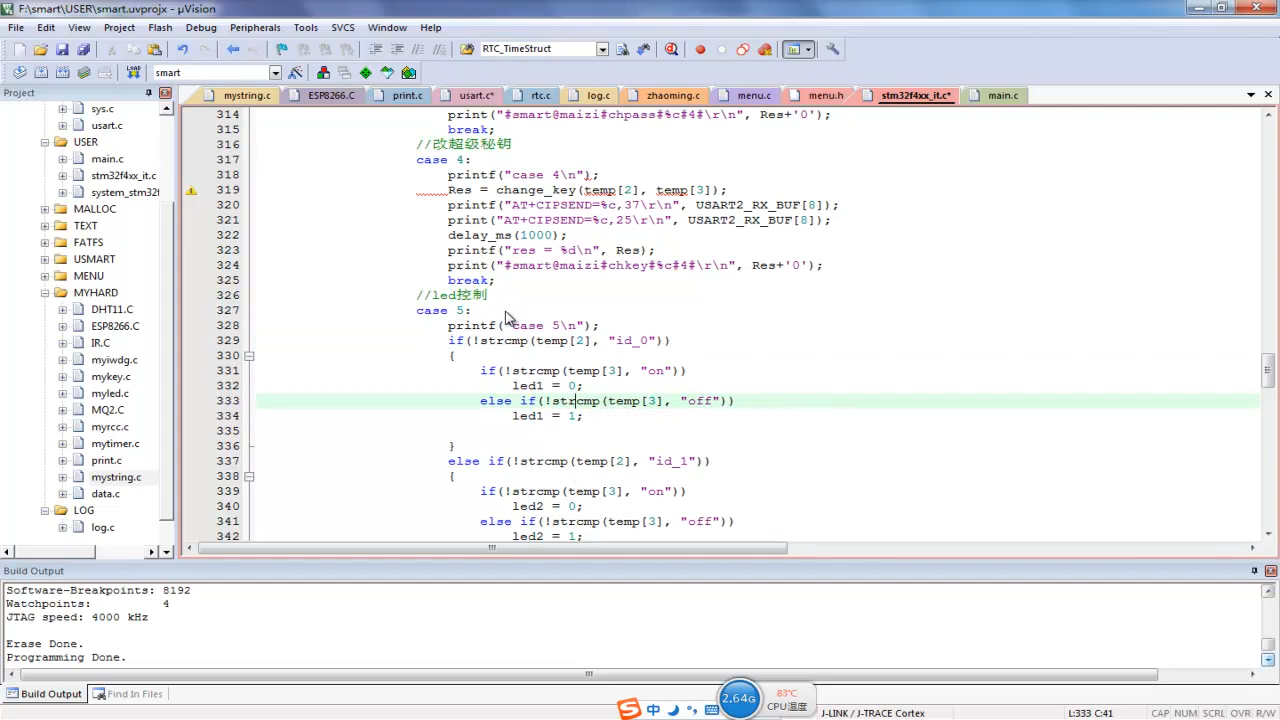 F:\smart\USER\smart.uvprojx - µVision
File Edit View Project Flash Debug Peripherals Tools SVCS Window Help
RTC_TimeStruct
LOAD smart
Project
mystring.c ESP8266.C print.c usart.c* rtc.c log.c zhaoming.c menu.c menu.h stm32f4xx_it.c* main.c
sys.c
usart.c
USER
main.c
stm32f4xx_it.c
system_stm32f
MALLOC
TEXT
FATFS
USMART
MENU
MYHARD
DHT11.C
ESP8266.C
IR.C
myiwdg.c
mykey.c
myled.c
MQ2.C
myrcc.c
mytimer.c
print.c
mystring.c
data.c
LOG
log.c
314 print("#smart@maizi#chpass#%c#4#\r\n", Res+'0');
315 break;
316 //改超级秘钥
317 case 4:
318 printf("case 4\n");
319 Res = change_key(temp[2], temp[3]);
320 printf("AT+CIPSEND=%c,37\r\n", USART2_RX_BUF[8]);
321 print("AT+CIPSEND=%c,25\r\n", USART2_RX_BUF[8]);
322 delay_ms(1000);
323 printf("res = %d\n", Res);
324 print("#smart@maizi#chkey#%c#4#\r\n", Res+'0');
325 break;
326 //led控制
327 case 5:
328 printf("case 5\n");
329 if(!strcmp(temp[2], "id_0"))
330 {
331 if(!strcmp(temp[3], "on"))
332 led1 = 0;
333 else if(!strcmp(temp[3], "off"))
334 led1 = 1;
335
336 }
337 else if(!strcmp(temp[2], "id_1"))
338 {
339 if(!strcmp(temp[3], "on"))
340 led2 = 0;
341 else if(!strcmp(temp[3], "off"))
342 led2 = 1;
Build Output
Software-Breakpoints: 8192
Watchpoints: 4
JTAG speed: 4000 kHz
Erase Done.
Programming Done.
Build Output Find In Files
S 中 2.64G 83℃ CPU温度
J-LINK / J-TRACE Cortex L:333 C:41 CAP NUM SCRL OVR R/W